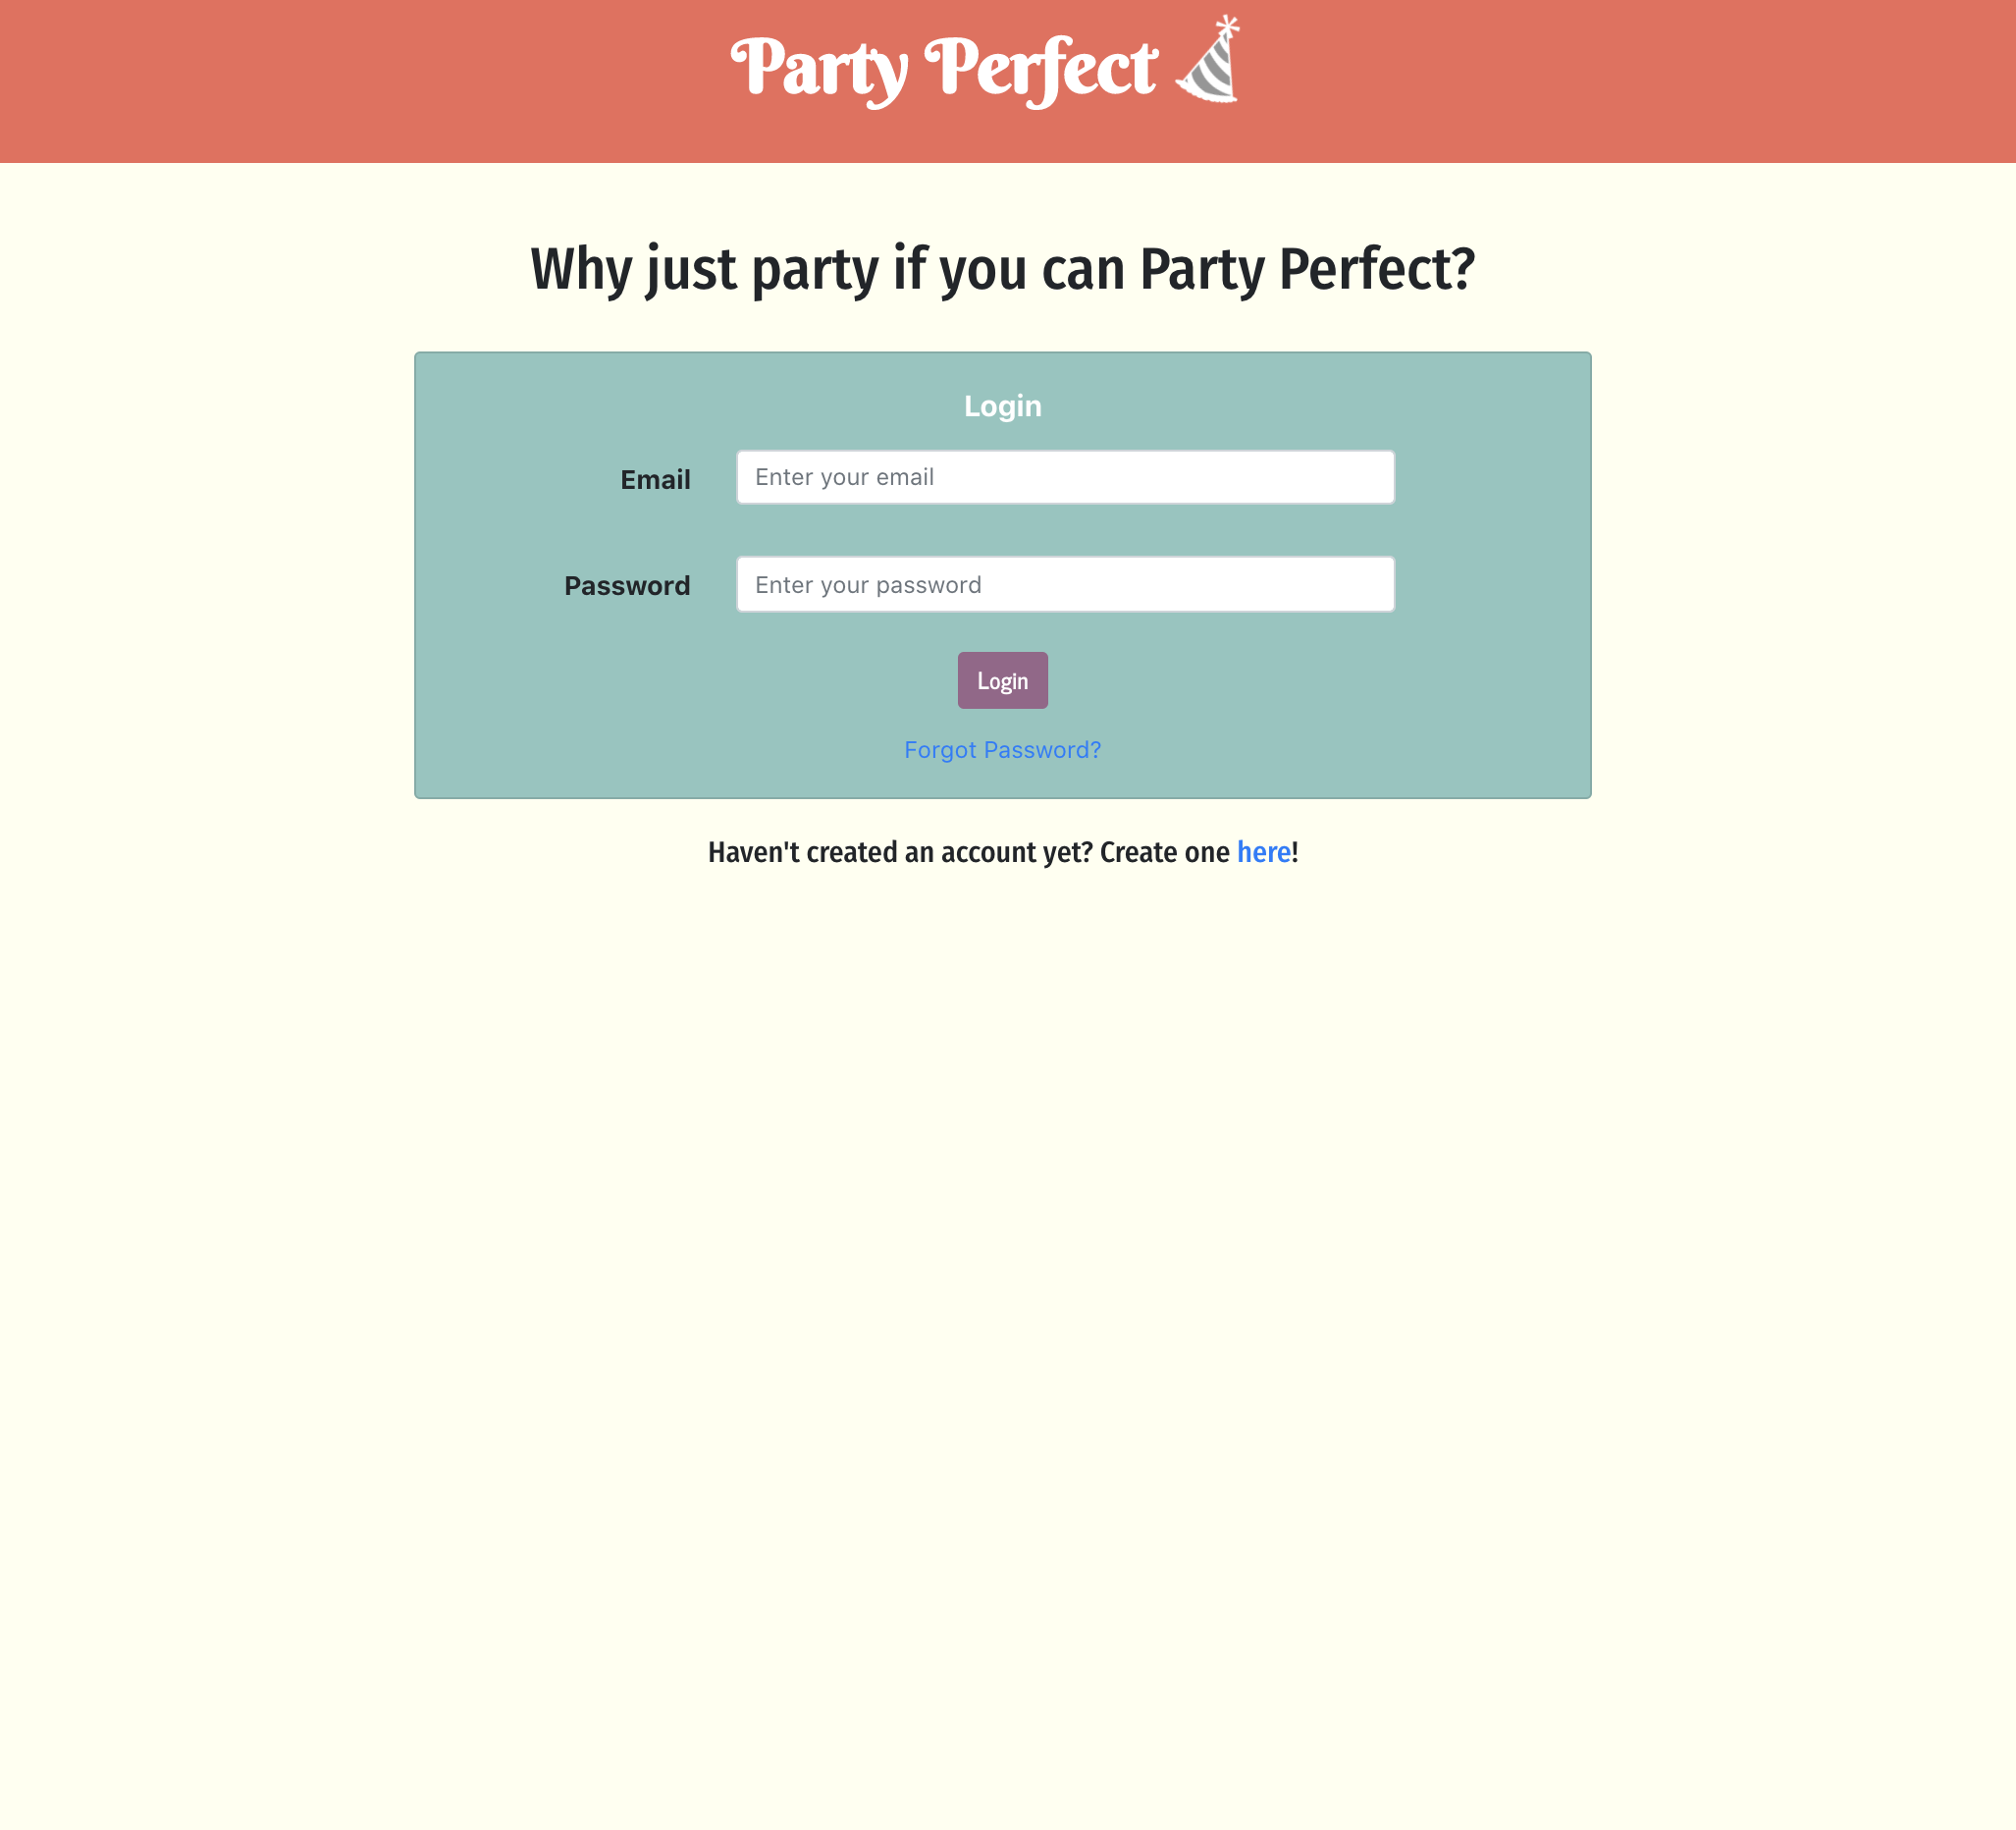 Party Perfect
Why just party if you can Party Perfect?
Login
Email
Enter your email
Password
Enter your password
Login
Forgot Password?
Haven't created an account yet? Create one here!